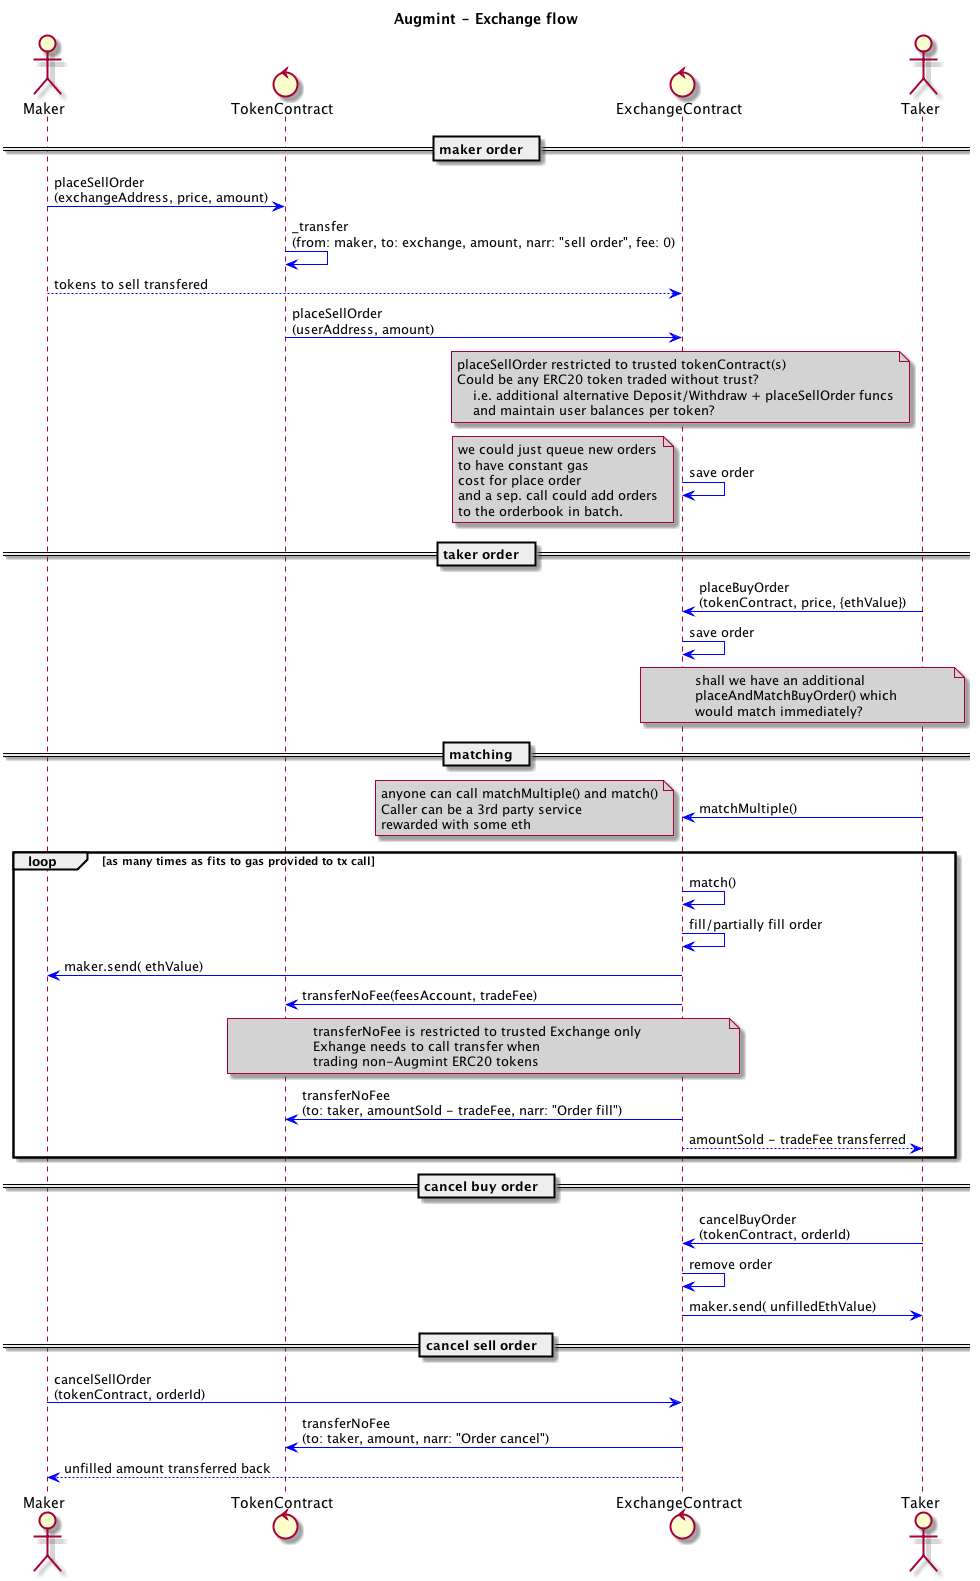 Augmint - Exchange flow
Maker
TokenContract
ExchangeContract
Taker
maker order
placeSellOrder
(exchangeAddress, price, amount)
_transfer
(from: maker, to: exchange, amount, narr: "sell order", fee: 0)
tokens to sell transfered
placeSellOrder
(userAddress, amount)
placeSellOrder restricted to trusted tokenContract(s)
Could be any ERC20 token traded without trust?
i.e. additional alternative Deposit/Withdraw + placeSellOrder funcs
and maintain user balances per token?
we could just queue new orders
to have constant gas
cost for place order
and a sep. call could add orders
to the orderbook in batch.
save order
taker order
placeBuyOrder
(tokenContract, price, {ethValue})
save order
shall we have an additional
placeAndMatchBuyOrder() which
would match immediately?
matching
anyone can call matchMultiple() and match()
Caller can be a 3rd party service
rewarded with some eth
matchMultiple()
loop [as many times as fits to gas provided to tx call]
match()
fill/partially fill order
maker.send( ethValue)
transferNoFee(feesAccount, tradeFee)
transferNoFee is restricted to trusted Exchange only
Exhange needs to call transfer when
trading non-Augmint ERC20 tokens
transferNoFee
(to: taker, amountSold - tradeFee, narr: "Order fill")
amountSold - tradeFee transferred
cancel buy order
cancelBuyOrder
(tokenContract, orderId)
remove order
maker.send( unfilledEthValue)
cancel sell order
cancelSellOrder
(tokenContract, orderId)
transferNoFee
(to: taker, amount, narr: "Order cancel")
unfilled amount transferred back
Maker
TokenContract
ExchangeContract
Taker